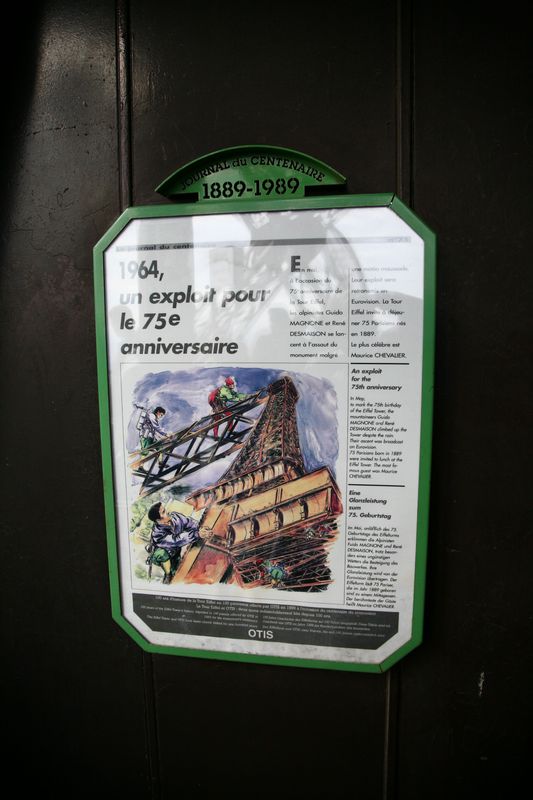 JOURNAL du CENTENAIRE
1889-1989
Le journal du centenaire
1964,
un exploit pour
le 75e
anniversaire
En mai,
à l'occasion du
75e anniversaire de
la Tour Eiffel,
les alpinistes Guido
MAGNONE et René
DESMAISON se lan-
cent à l'assaut du
monument malgré
une météo maussade.
Leur exploit sera
retransmis en
Eurovision. La Tour
Eiffel invite à déjeu-
ner 75 Parisiens nés
en 1889.
Le plus célèbre est
Maurice CHEVALIER.
An exploit
for the
75th anniversary
In May,
to mark the 75th birthday
of the Eiffel Tower, the
mountaineers Guido
MAGNONE and René
DESMAISON climbed up the
Tower despite the rain.
Their ascent was broadcast
on Eurovision.
75 Parisians born in 1889
were invited to lunch at the
Eiffel Tower. The most fa-
mous guest was Maurice
CHEVALIER.
Eine
Glanzleistung
zum
75. Geburtstag
Im Mai, anläßlich des 75.
Geburtstags des Eiffelturms
erklimmen die Alpinisten
Guido MAGNONE und René
DESMAISON, trotz beson-
ders eines ungünstigen
Wetters die Besteigung des
Bauwerkes. Ihre
Glanzleistung wird von der
Eurovision übertragen. Der
Eiffelturm lädt 75 Pariser,
die im Jahr 1889 geboren
sind zu einem Mittagessen.
Der berühmteste der Gäste
heißt Maurice CHEVALIER.
OTIS